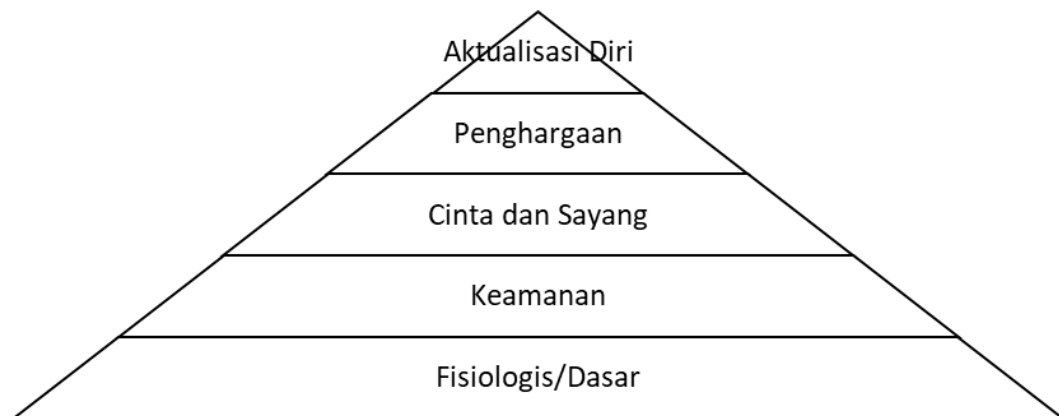 Aktualisasi Diri
Penghargaan
Cinta dan Sayang
Keamanan
Fisiologis/Dasar